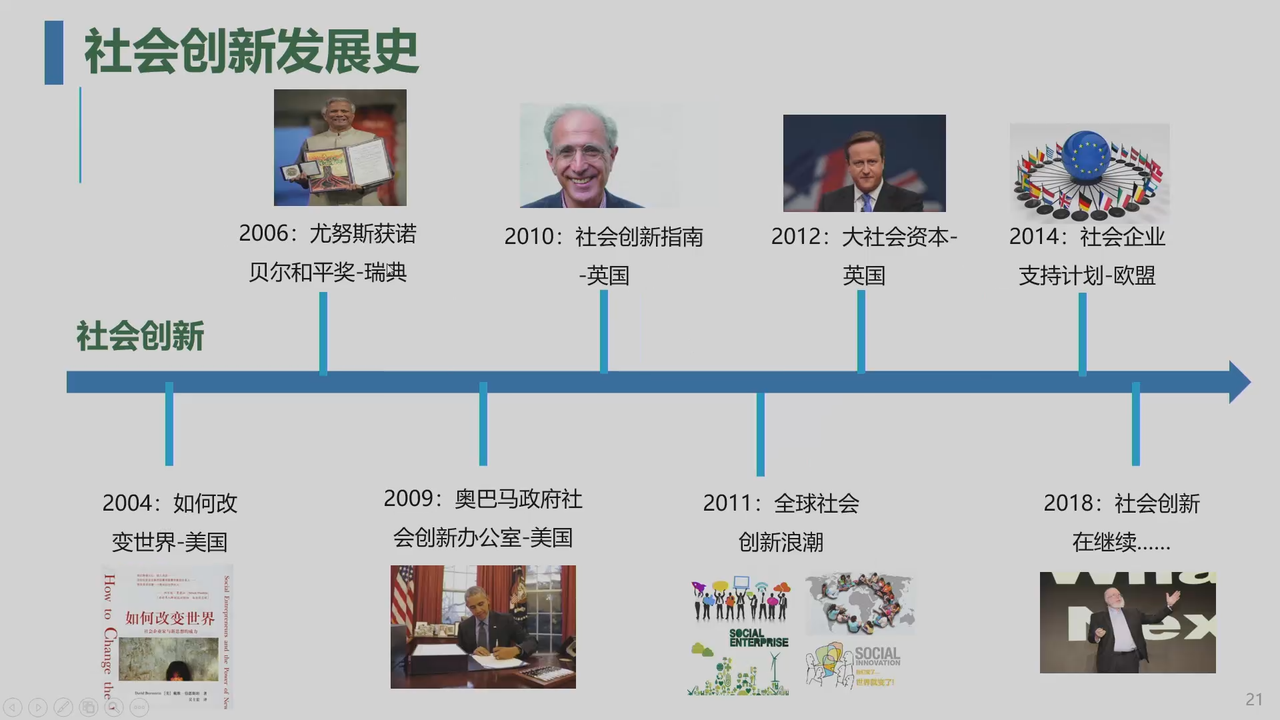 社会创新发展史
2006：尤努斯获诺
贝尔和平奖-瑞典
2010：社会创新指南
-英国
2012：大社会资本-
英国
2014：社会企业
支持计划-欧盟
社会创新
2004：如何改
变世界-美国
2009：奥巴马政府社
会创新办公室-美国
2011：全球社会
创新浪潮
2018：社会创新
在继续……
How to Change the
如何改变世界
Social Entrepreneurs and the Power of New
SOCIAL
ENTERPRISE
SOCIAL
INNOVATION
世界就变了!
Nex
21